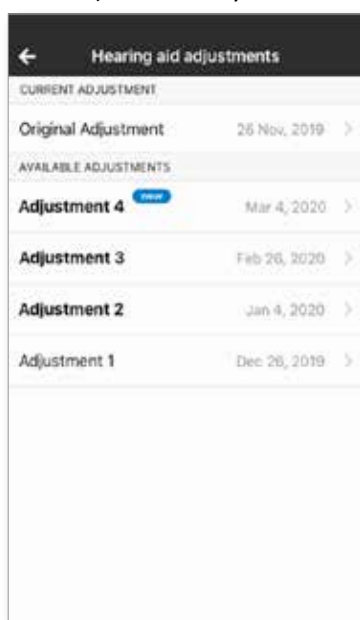 Hearing aid adjustments
CURRENT ADJUSTMENT
Original Adjustment 26 Nov, 2019
AVAILABLE ADJUSTMENTS
Adjustment 4 new Mar 4, 2020
Adjustment 3 Feb 26, 2020
Adjustment 2 Jan 4, 2020
Adjustment 1 Dec 26, 2019